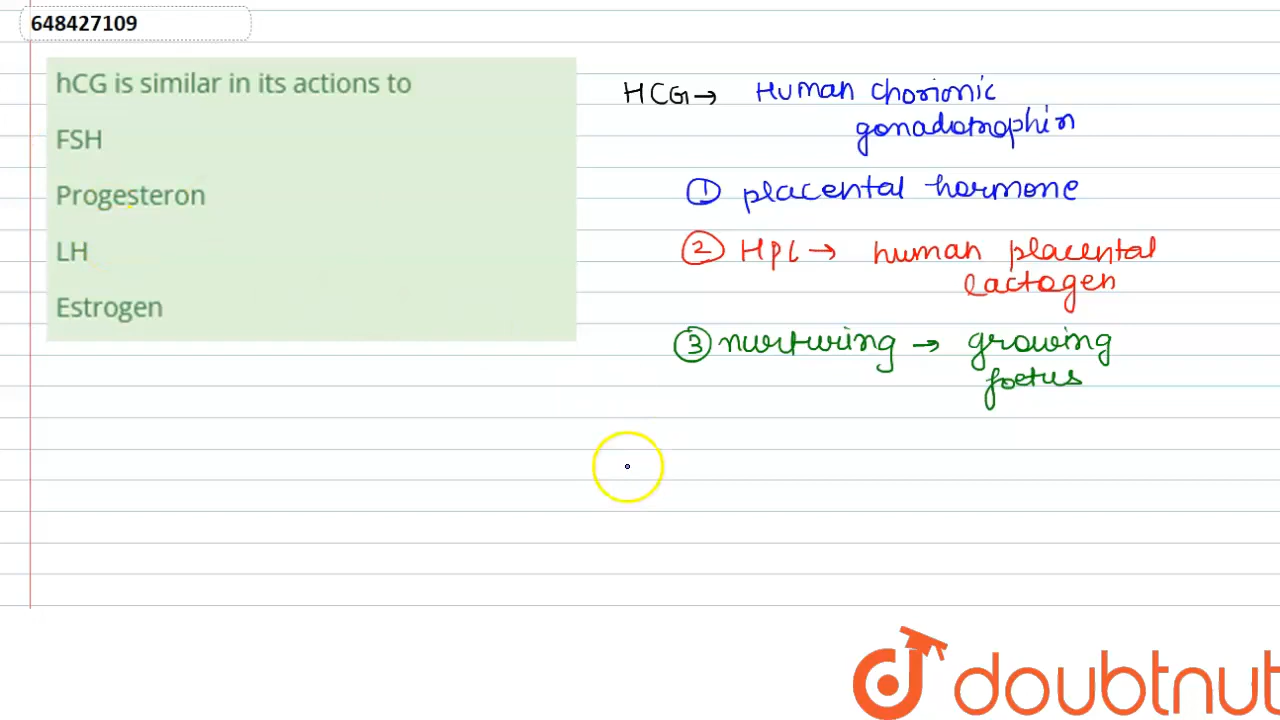 648427109
hCG is similar in its actions to
FSH
Progesteron
LH
Estrogen
HCG → Human chorionic
gonadotrophin
① placental hormone
② HPL → human placental
lactogen
③ nurturing → growing
foetus
doubtnut